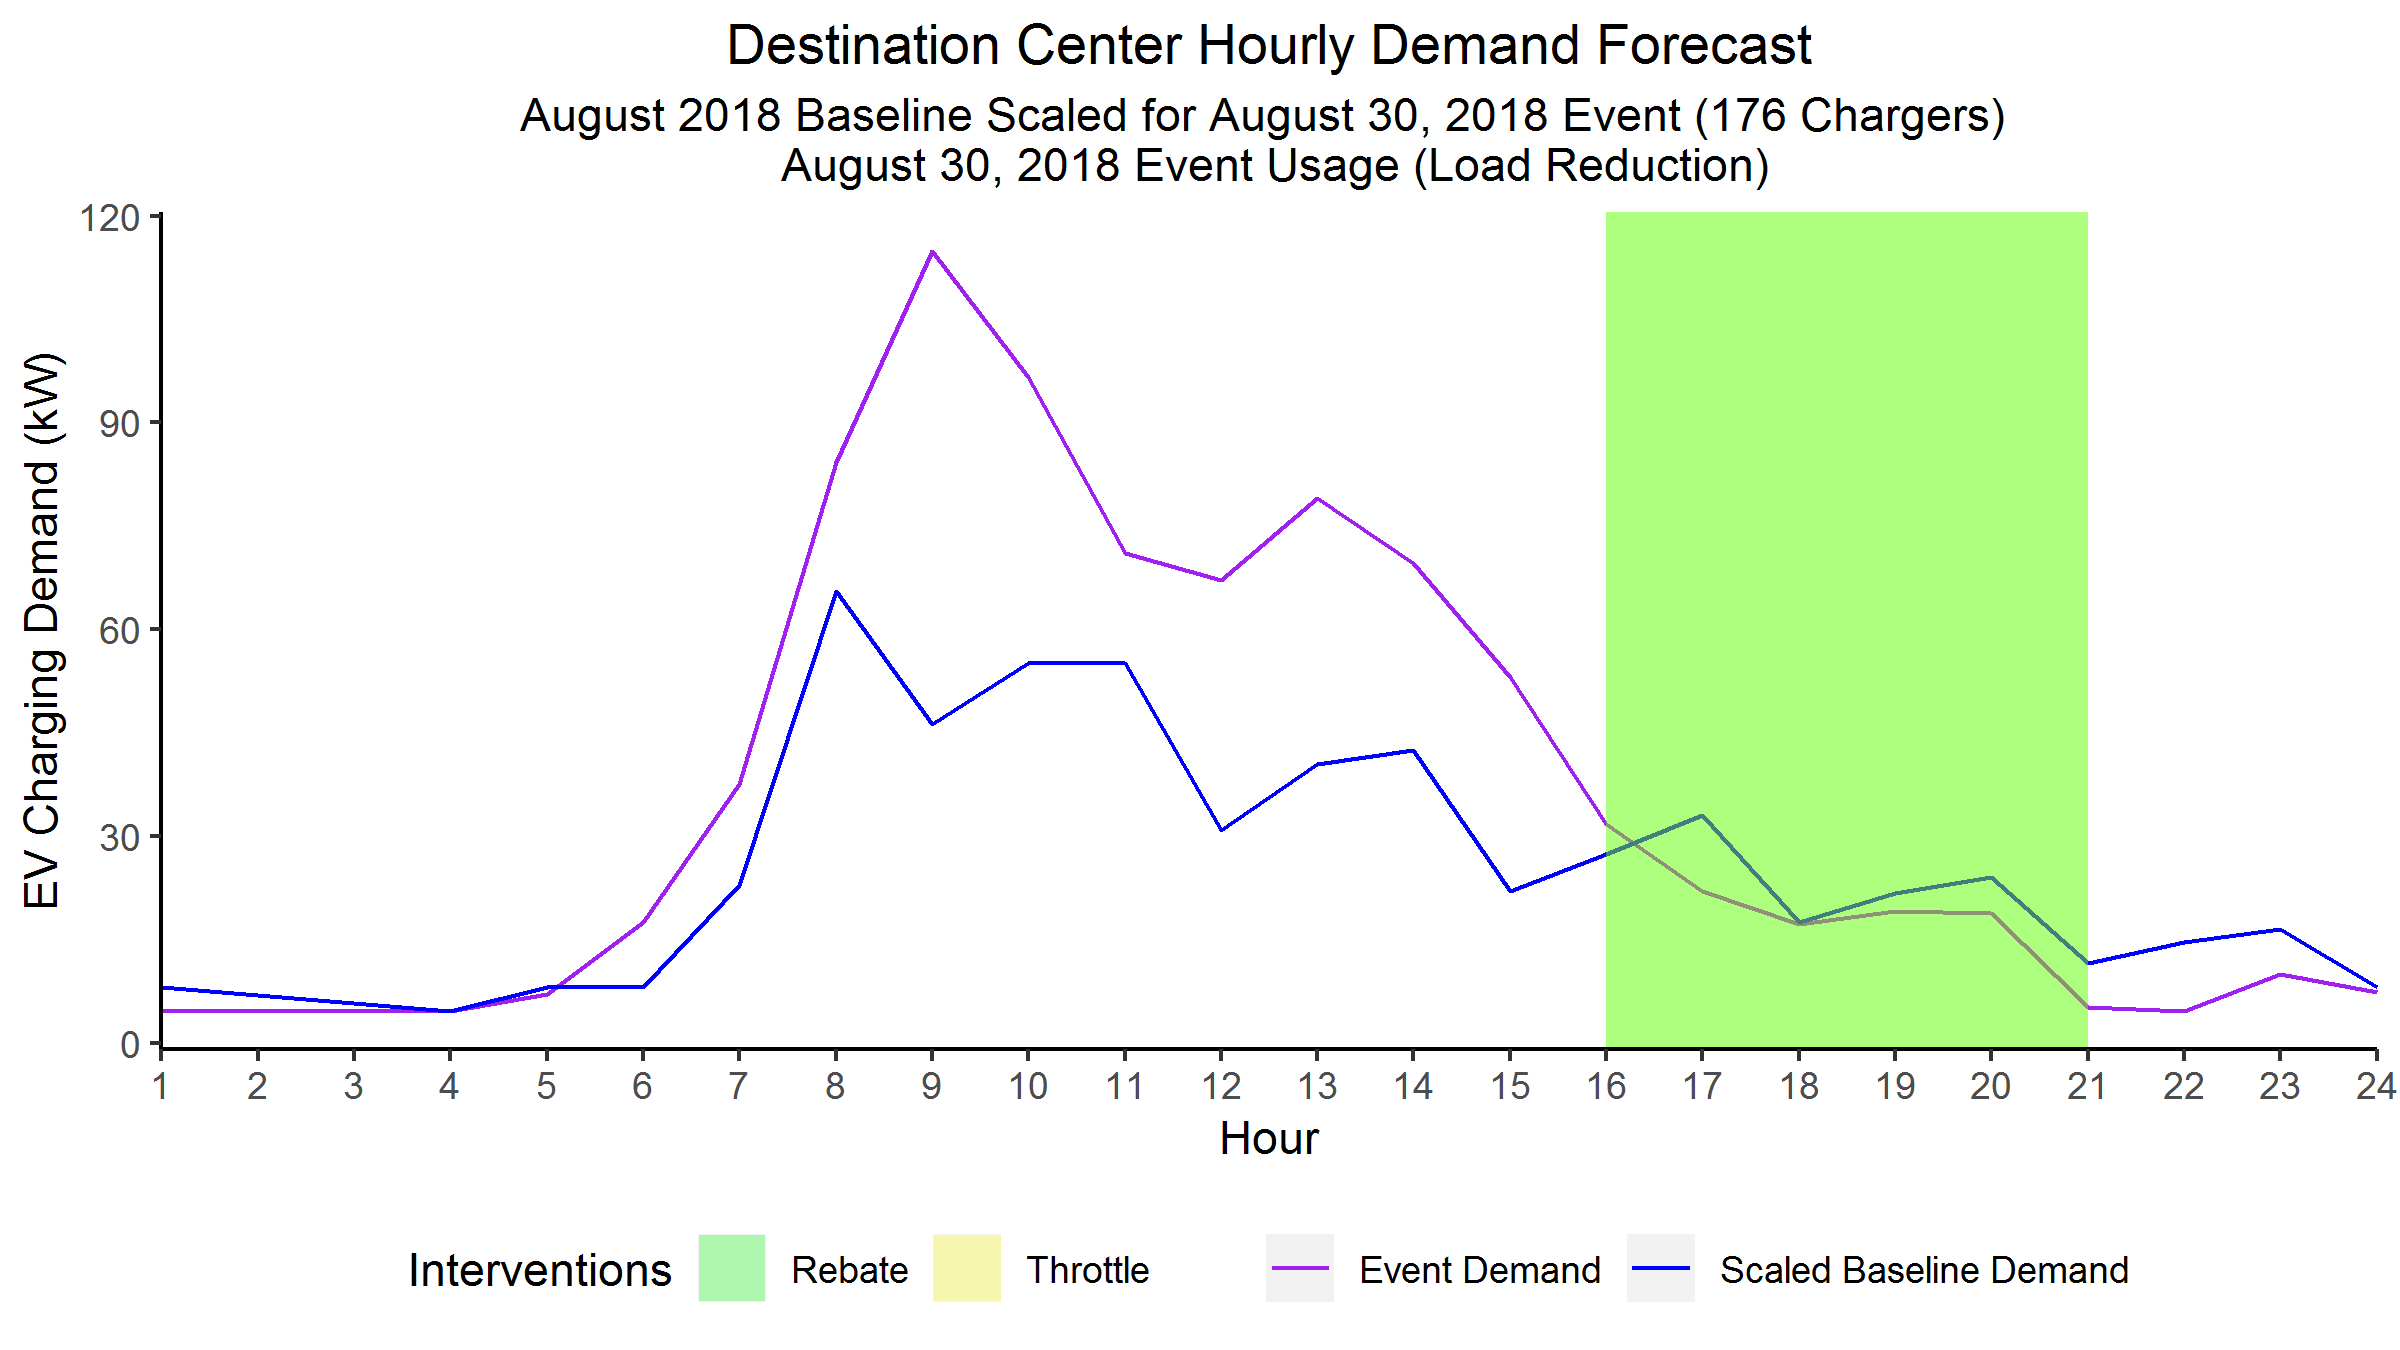 Destination Center Hourly Demand Forecast
August 2018 Baseline Scaled for August 30, 2018 Event (176 Chargers)
August 30, 2018 Event Usage (Load Reduction)
EV Charging Demand (kW)
120
90
60
30
0
1 2 3 4 5 6 7 8 9 10 11 12 13 14 15 16 17 18 19 20 21 22 23 24
Hour
Interventions Rebate Throttle Event Demand Scaled Baseline Demand